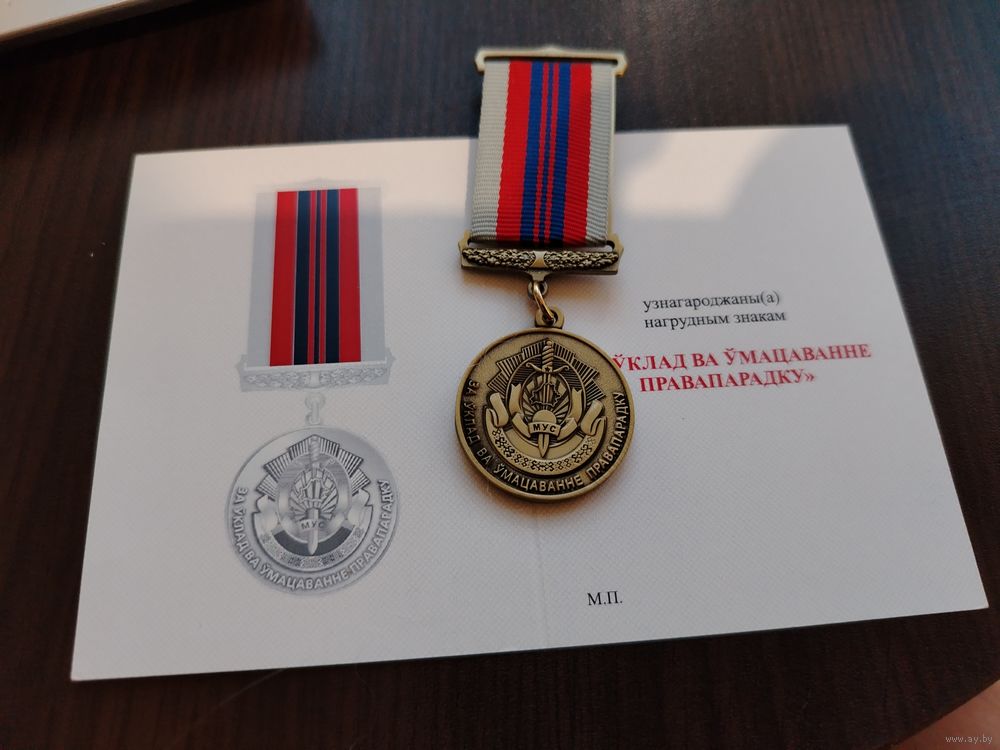 узнагароджаны(а)
нагрудным знакам
ЎКЛАД ВА ЎМАЦАВАННЕ
ПРАВАПАРАДКУ»
М.П.
МУС
ЗА ЎКЛАД ВА ЎМАЦАВАННЕ ПРАВАПАРАДКУ
МУС
ЗА ЎКЛАД ВА ЎМАЦАВАННЕ ПРАВАПАРАДКУ
www.ay.by